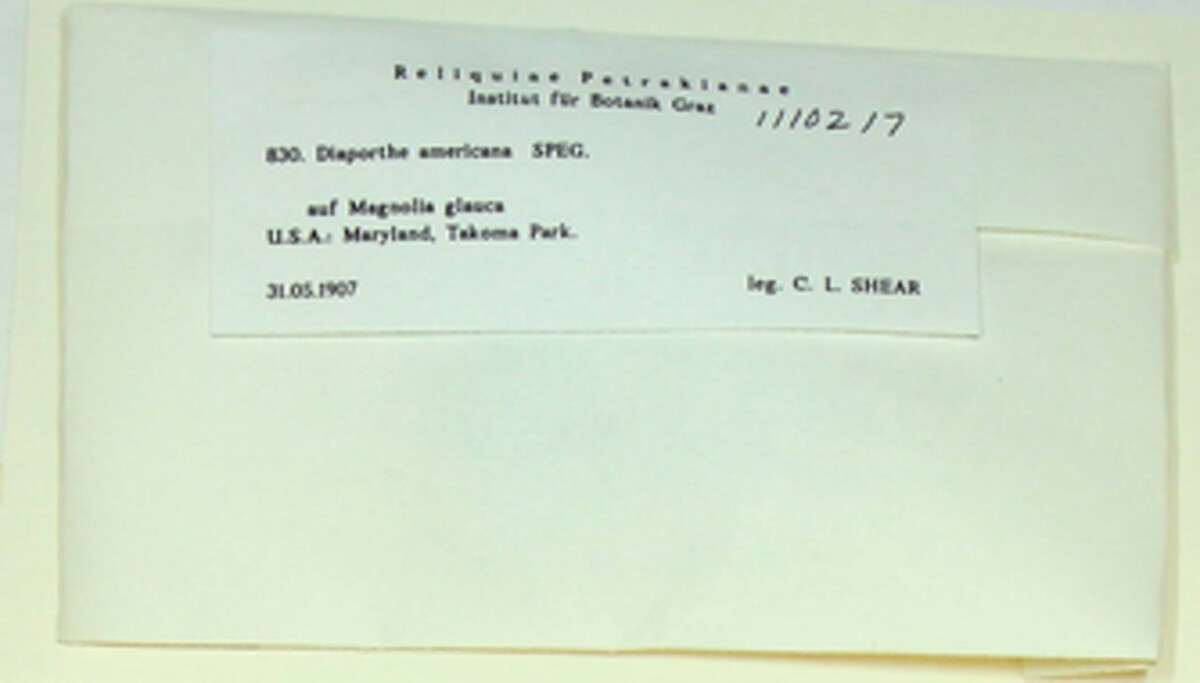 Reliquiae Petrakianae
Institut für Botanik Graz
1110217
830. Diaporthe americana SPEG.
auf Magnolia glauca
U.S.A.: Maryland, Takoma Park.
31.05.1907 leg. C. L. SHEAR